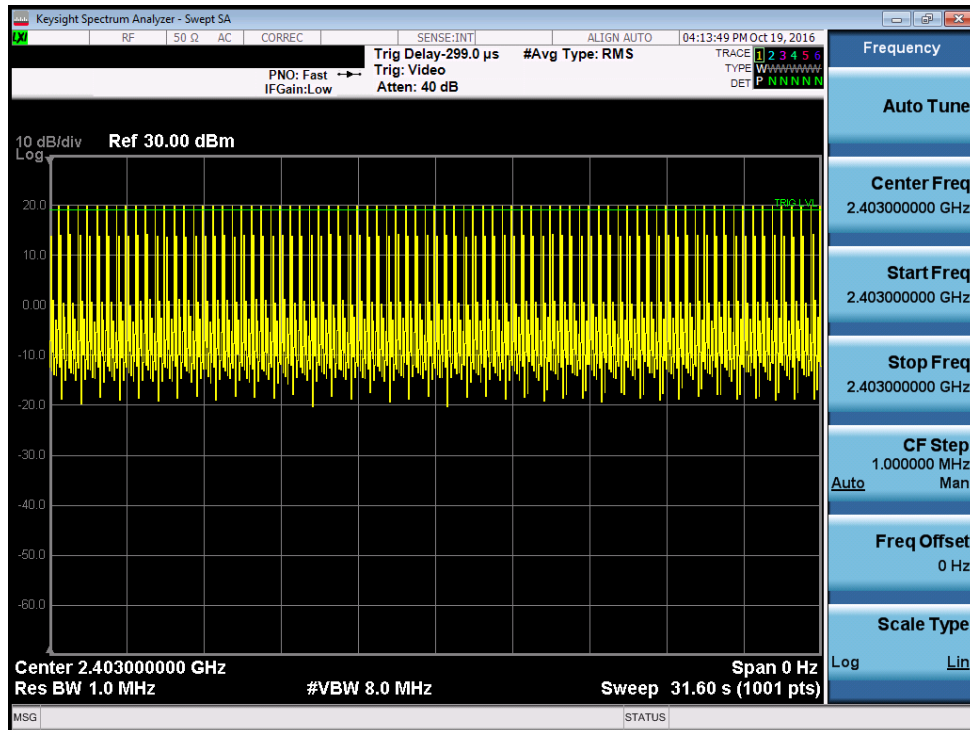 Keysight Spectrum Analyzer - Swept SA
LXI RF 50 Ω AC CORREC SENSE:INT ALIGN AUTO 04:13:49 PM Oct 19, 2016
Trig Delay-299.0 µs #Avg Type: RMS TRACE 1 2 3 4 5 6
PNO: Fast Trig: Video TYPE WWWWWW
IFGain:Low Atten: 40 dB DET P N N N N N
10 dB/div Ref 30.00 dBm
Log
TRIG LVL
20.0
10.0
0.00
-10.0
-20.0
-30.0
-40.0
-50.0
-60.0
Center 2.403000000 GHz Span 0 Hz
Res BW 1.0 MHz #VBW 8.0 MHz Sweep 31.60 s (1001 pts)
MSG STATUS
Frequency
Auto Tune
Center Freq
2.403000000 GHz
Start Freq
2.403000000 GHz
Stop Freq
2.403000000 GHz
CF Step
1.000000 MHz
Auto Man
Freq Offset
0 Hz
Scale Type
Log Lin